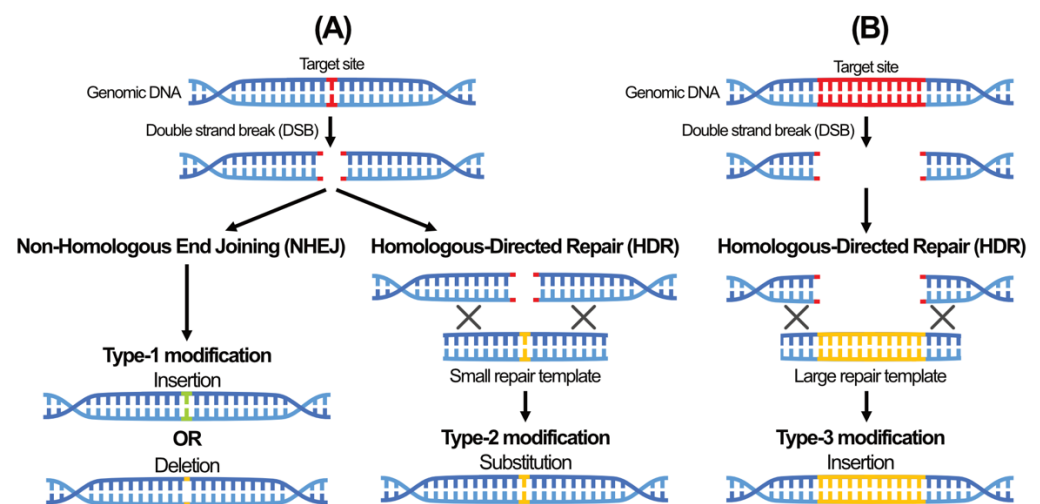 (A)
Target site
Genomic DNA
Double strand break (DSB)
Non-Homologous End Joining (NHEJ)
Homologous-Directed Repair (HDR)
Type-1 modification
Insertion
OR
Deletion
Small repair template
Type-2 modification
Substitution
(B)
Target site
Genomic DNA
Double strand break (DSB)
Homologous-Directed Repair (HDR)
Large repair template
Type-3 modification
Insertion